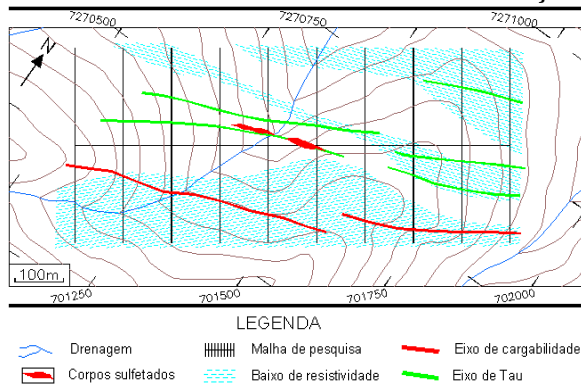 7270500 7270750 7271000
N
100m
701250 701500 701750 702000
LEGENDA
Drenagem Malha de pesquisa Eixo de cargabilidade
Corpos sulfetados Baixo de resistividade Eixo de Tau